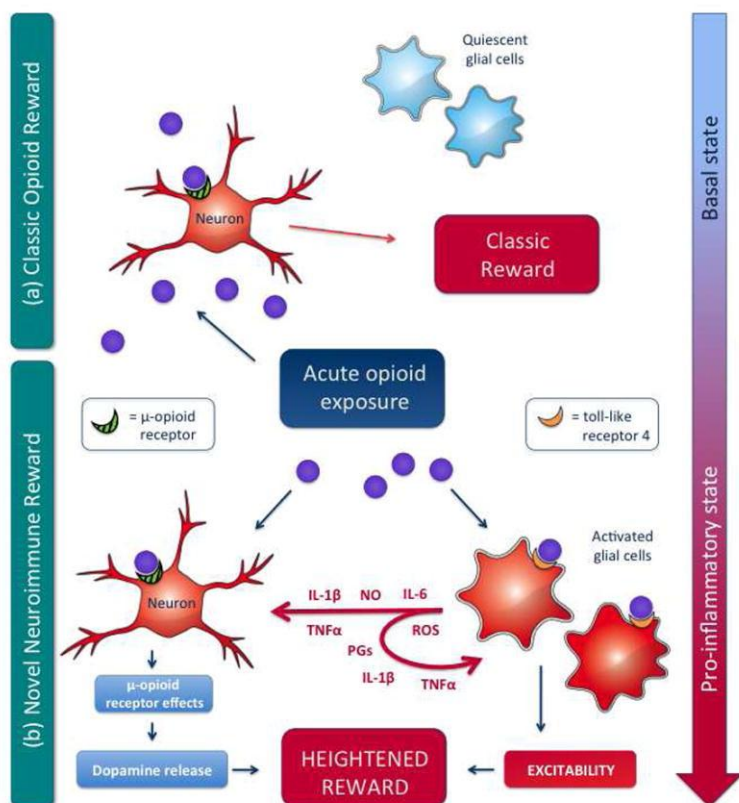 (a) Classic Opioid Reward
Quiescent
glial cells
Basal state
Neuron
Classic
Reward
Acute opioid
exposure
= μ-opioid
receptor
= toll-like
receptor 4
(b) Novel Neuroimmune Reward
Activated
glial cells
Pro-inflammatory state
Neuron
IL-1β NO IL-6
TNFα ROS
PGs
IL-1β TNFα
μ-opioid
receptor effects
Dopamine release
HEIGHTENED
REWARD
EXCITABILITY